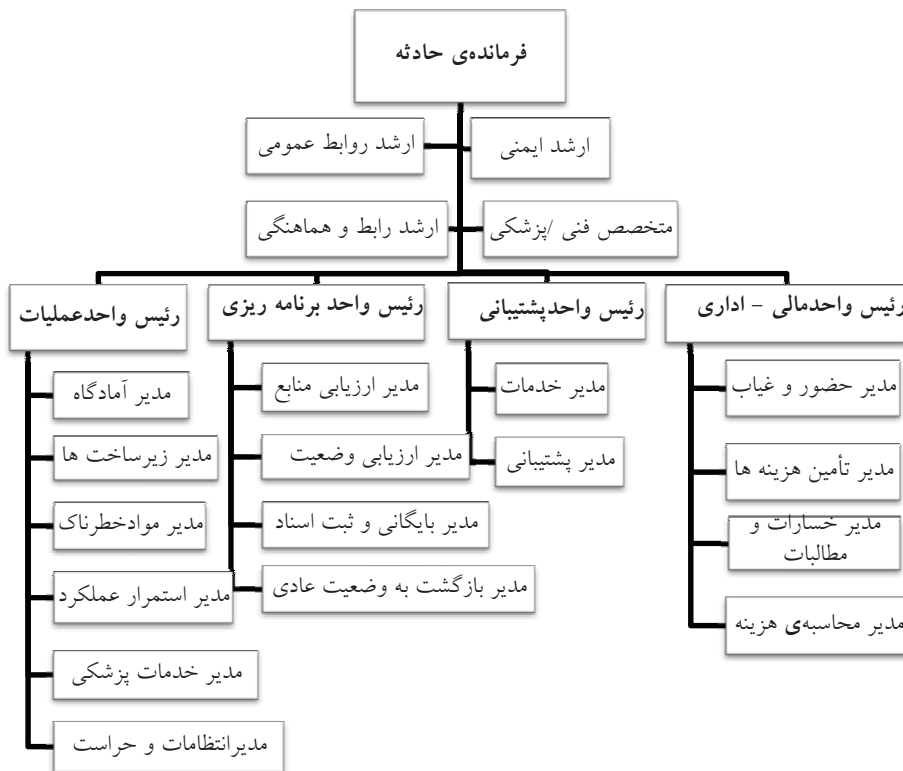 فرمانده‌ی حادثه
ارشد ایمنی
ارشد روابط عمومی
متخصص فنی /پزشکی
ارشد رابط و هماهنگی
رئیس واحدمالی – اداری
مدیر حضور و غیاب
مدیر تأمین هزینه ها
مدیر خسارات و
مطالبات
مدیر محاسبه‌ی هزینه
رئیس واحدپشتیبانی
مدیر خدمات
مدیر پشتیبانی
رئیس واحد برنامه ریزی
مدیر ارزیابی منابع
مدیر ارزیابی وضعیت
مدیر بایگانی و ثبت اسناد
مدیر بازگشت به وضعیت عادی
رئیس واحدعملیات
مدیر آمادگاه
مدیر زیرساخت ها
مدیر موادخطرناک
مدیر استمرار عملکرد
مدیر خدمات پزشکی
مدیرانتظامات و حراست